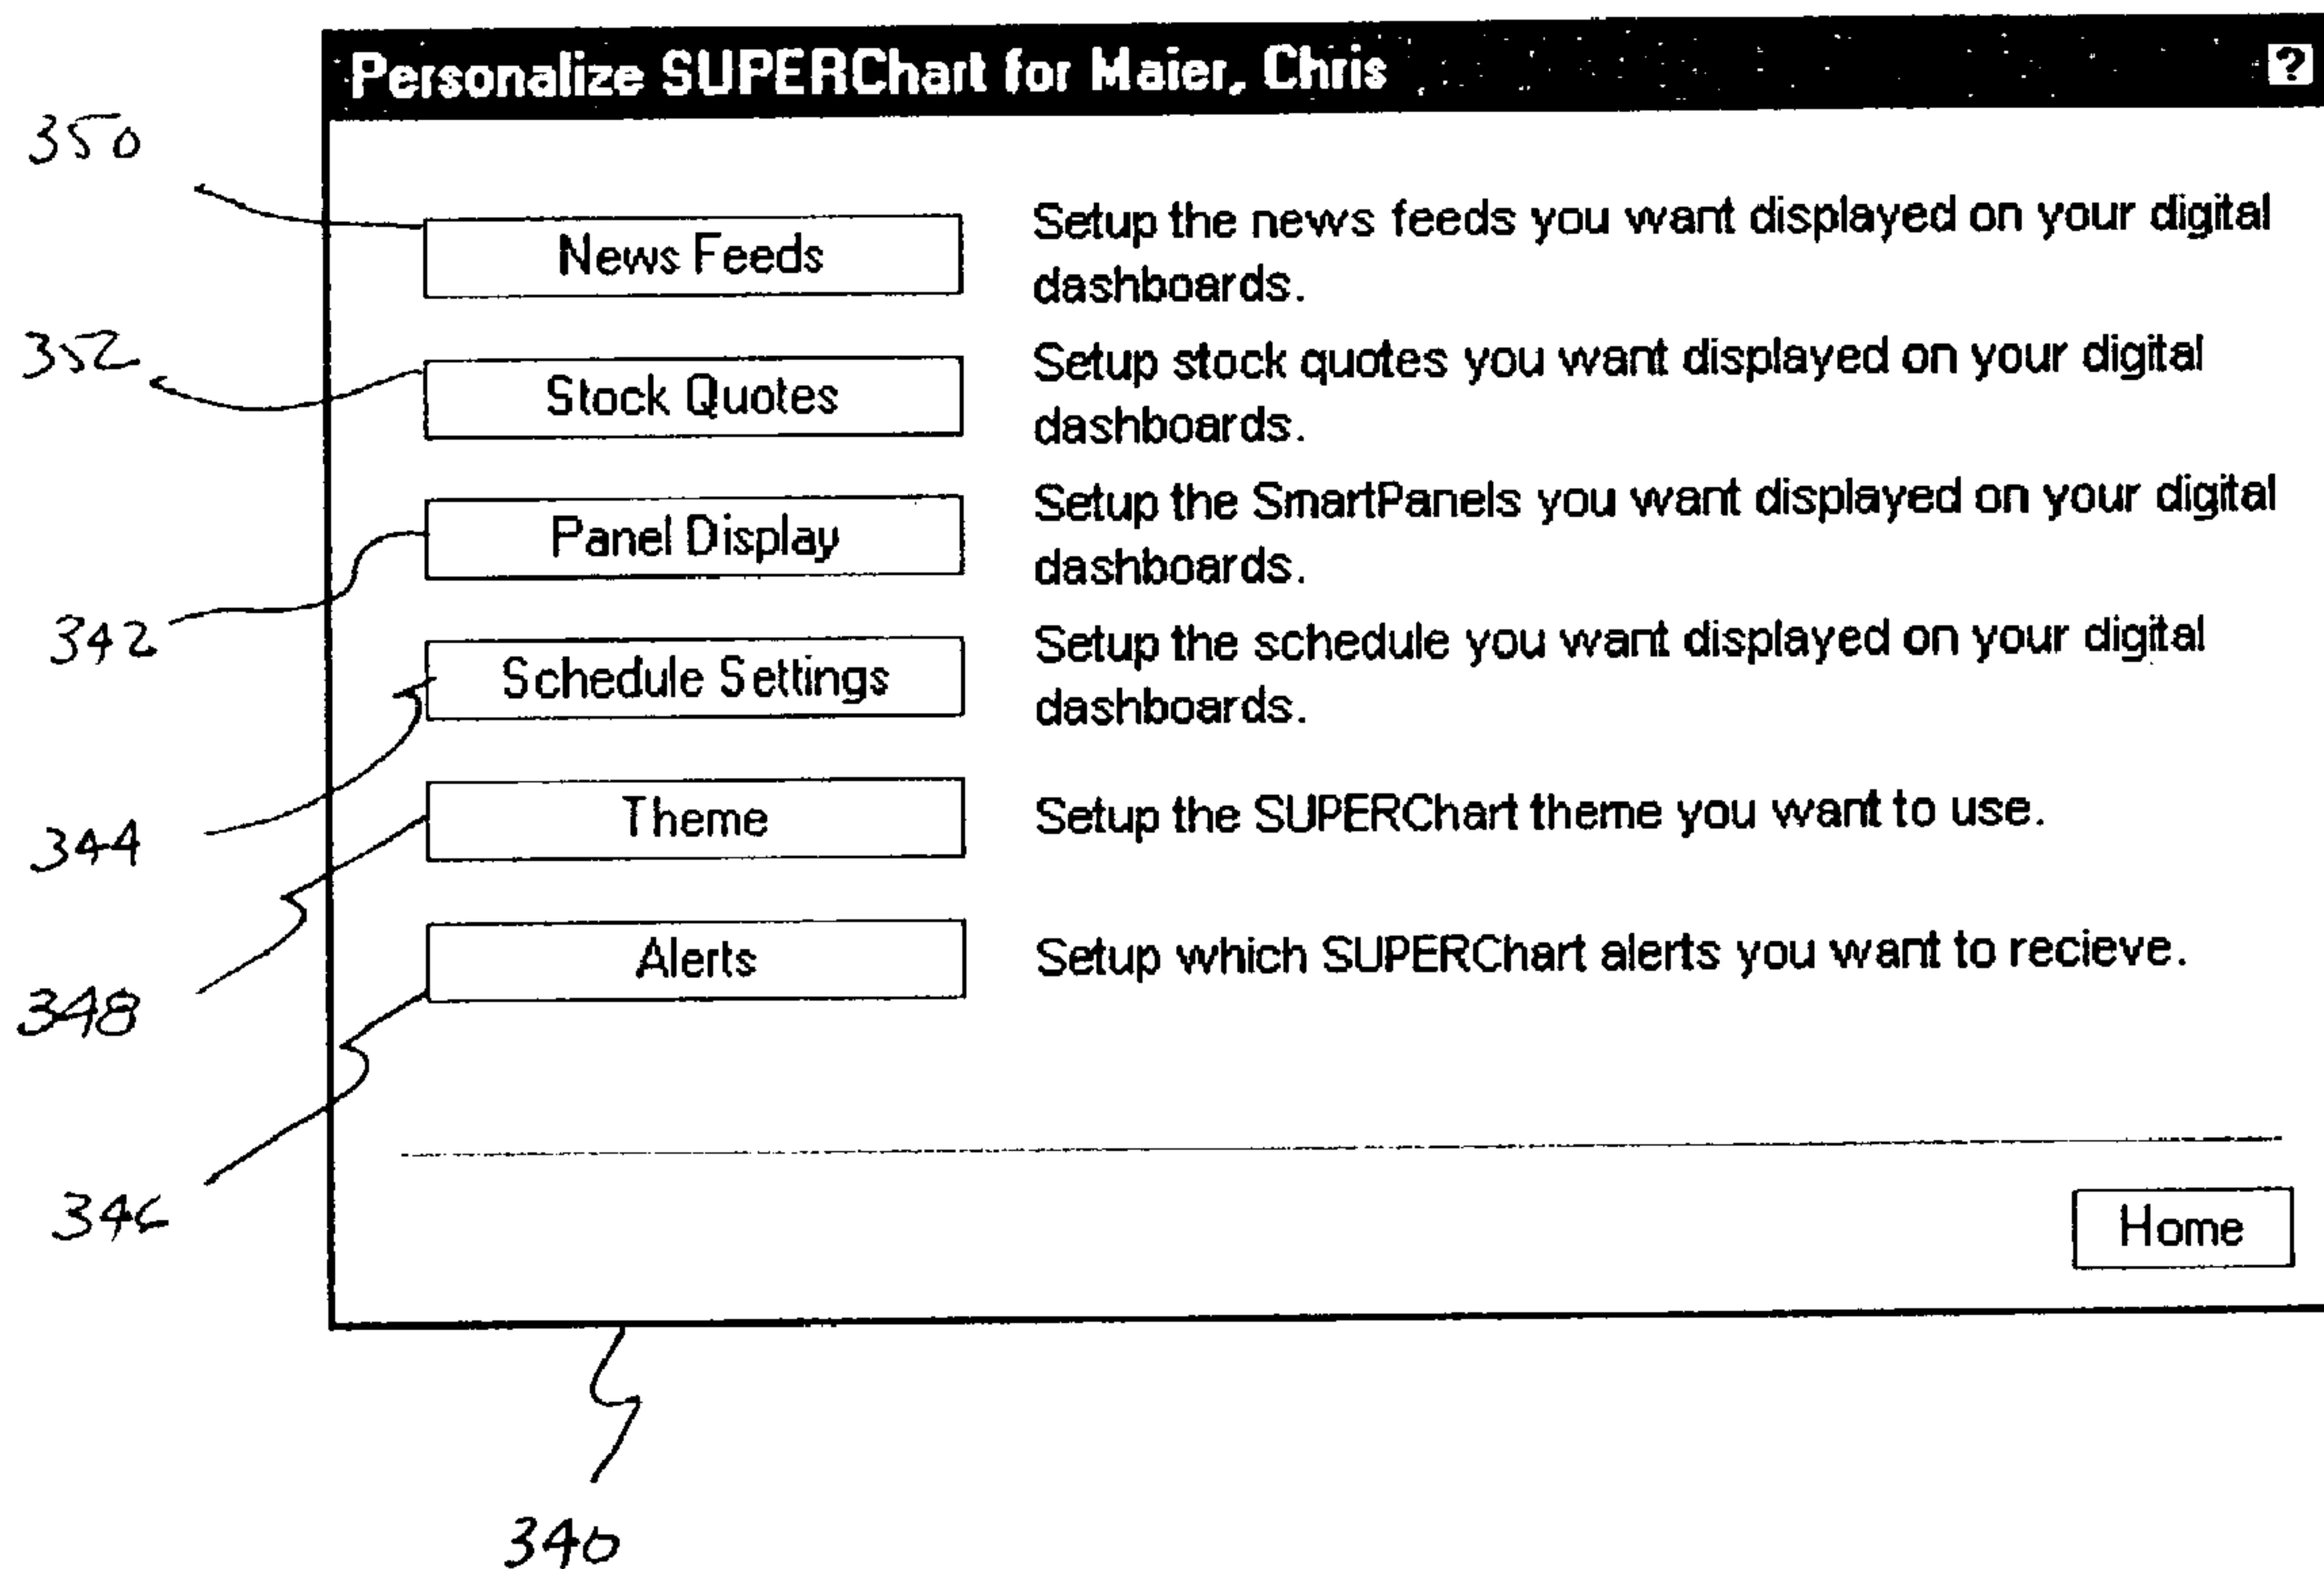 Personalize SUPERChart for Maier, Chris ?
350
News Feeds
Setup the news feeds you want displayed on your digital
dashboards.
352
Stock Quotes
Setup stock quotes you want displayed on your digital
dashboards.
Panel Display
Setup the SmartPanels you want displayed on your digital
dashboards.
342
Schedule Settings
Setup the schedule you want displayed on your digital
dashboards.
344
Theme
Setup the SUPERChart theme you want to use.
348
Alerts
Setup which SUPERChart alerts you want to recieve.
346
Home
340